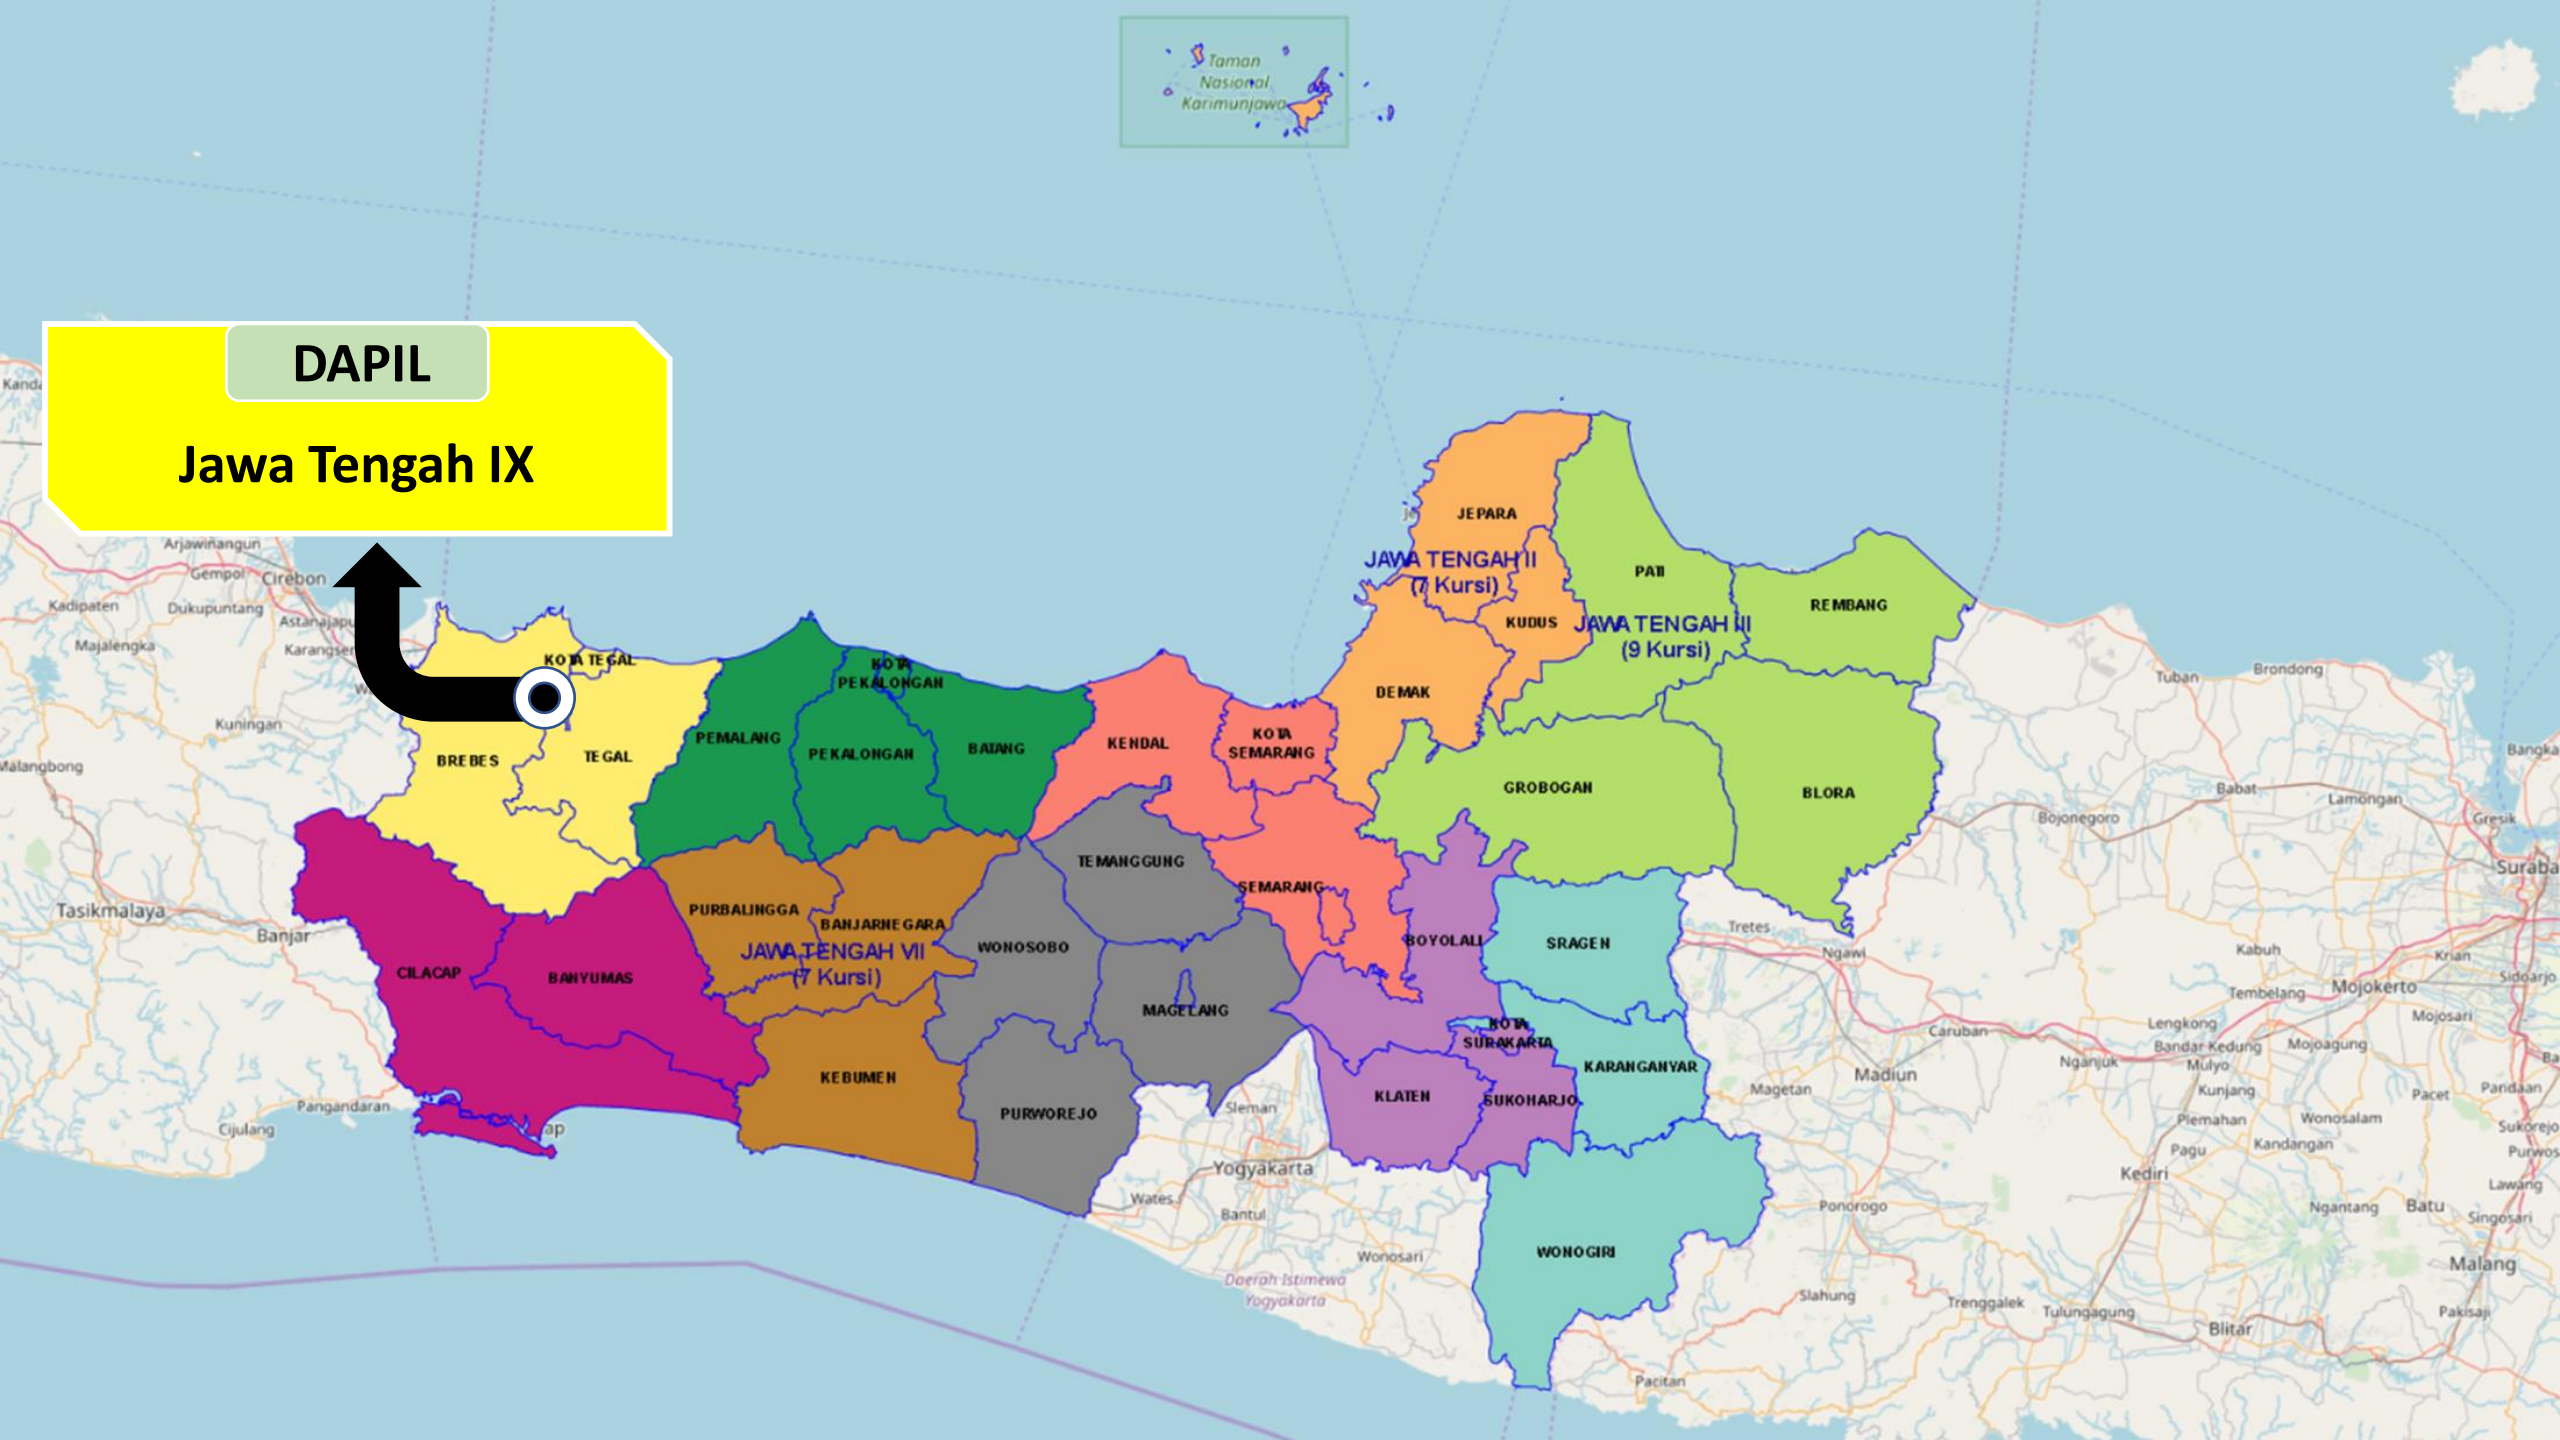 Taman
Nasional
Karimunjawa
DAPIL
Jawa Tengah IX
Arjawinangun
Gempol
Cirebon
Kadipaten
Dukupuntang
Majalengka
Kuningan
Malangbong
Tasikmalaya
Banjar
Pangandaran
Cijulang
KOTA TEGAL
BREBES
TEGAL
PEMALANG
KOTA
PEKALONGAN
PEKALONGAN
BATANG
KENDAL
KOTA
SEMARANG
JEPARA
JAWA TENGAH II
(7 Kursi)
KUDUS
DEMAK
PATI
JAWA TENGAH III
(9 Kursi)
REMBANG
GROBOGAN
BLORA
CILACAP
BANYUMAS
PURBALINGGA
BANJARNEGARA
JAWA TENGAH VII
(7 Kursi)
KEBUMEN
WONOSOBO
TEMANGGUNG
MAGELANG
PURWOREJO
SEMARANG
BOYOLALI
SRAGEN
KOTA
SURAKARTA
KARANGANYAR
KLATEN
SUKOHARJO
WONOGIRI
Sleman
Yogyakarta
Wates
Bantul
Wonosari
Daerah Istimewa
Yogyakarta
Tuban
Brondong
Babat
Lamongan
Bojonegoro
Gresik
Tretes
Ngawi
Kabuh
Krian
Sidoarjo
Tembelang
Mojokerto
Mojosari
Caruban
Lengkong
Bandar Kedung
Mulyo
Mojoagung
Nganjuk
Kunjang
Magetan
Madiun
Pacet
Pandaan
Plemahan
Wonosalam
Sukorejo
Pagu
Kandangan
Kediri
Lawang
Ponorogo
Ngantang
Batu
Singosari
Malang
Slahung
Trenggalek
Tulungagung
Pakisaji
Blitar
Pacitan